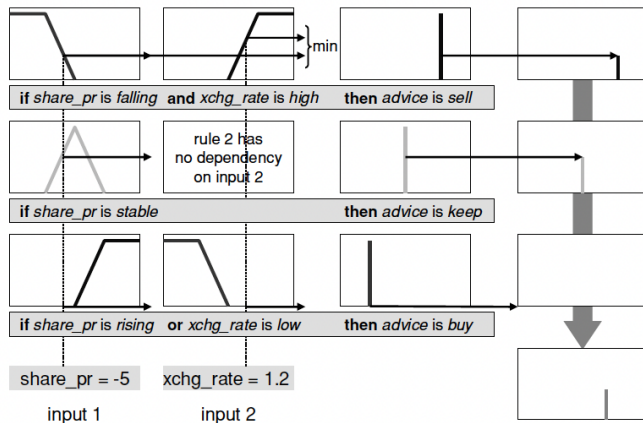 min
if share_pr is falling and xchg_rate is high then advice is sell
rule 2 has
no dependency
on input 2
if share_pr is stable then advice is keep
if share_pr is rising or xchg_rate is low then advice is buy
share_pr = -5 xchg_rate = 1.2
input 1 input 2